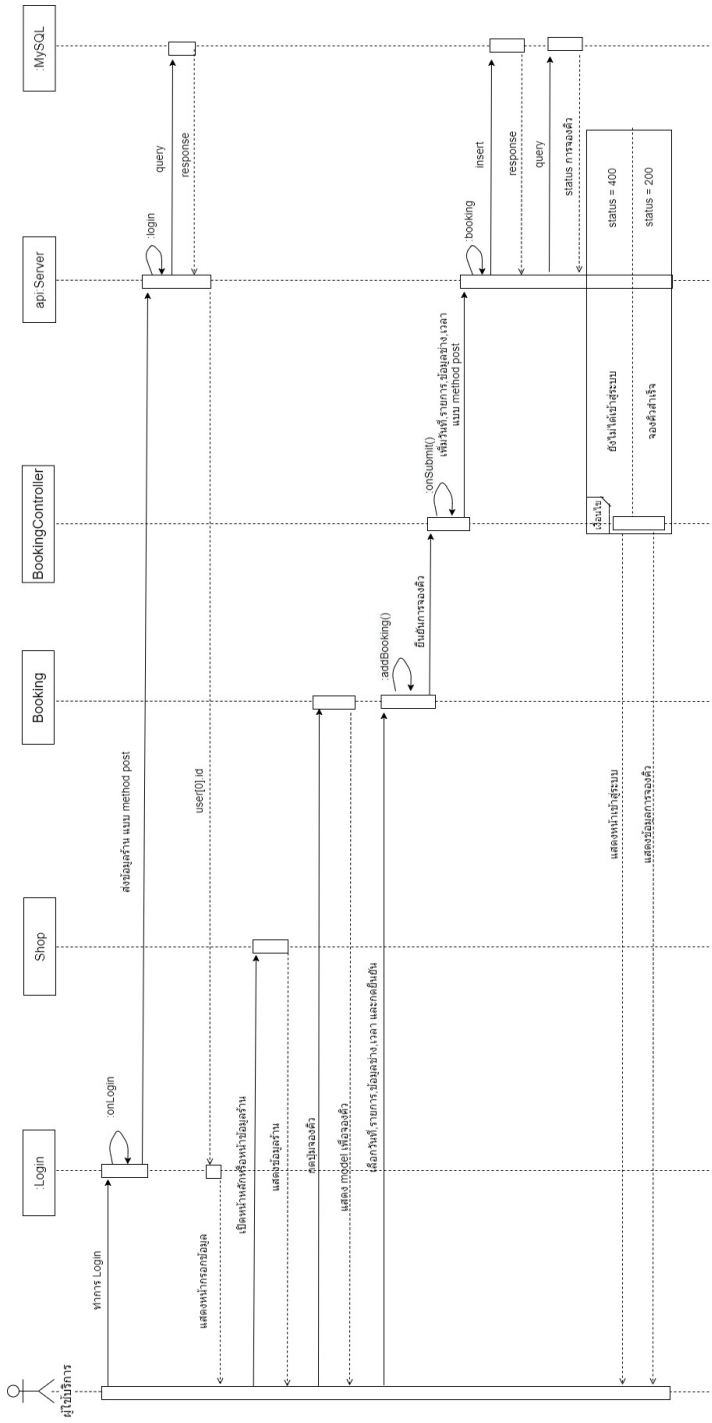 ผู้ใช้บริการ
:Login
Shop
Booking
BookingController
api:Server
:MySQL
ทำการ Login
:onLogin
ส่งข้อมูลร้าน แบบ method post
:login
query
response
user[0].id
แสดงหน้ากรอกข้อมูล
เปิดหน้าหลักหรือหน้าข้อมูลร้าน
แสดงข้อมูลร้าน
กดปุ่มจองคิว
แสดง model เพื่อจองคิว
เลือกวันที่,รายการ,ข้อมูลช่าง,เวลา และกดยืนยัน
:addBooking()
ยืนยันการจองคิว
:onSubmit()
เพิ่มวันที่,รายการ,ข้อมูลช่าง,เวลา
แบบ method post
:booking
insert
response
query
status การจองคิว
เงื่อนไข
ยังไม่ได้เข้าสู่ระบบ
status = 400
แสดงหน้าเข้าสู่ระบบ
จองคิวสำเร็จ
status = 200
แสดงข้อมูลการจองคิว